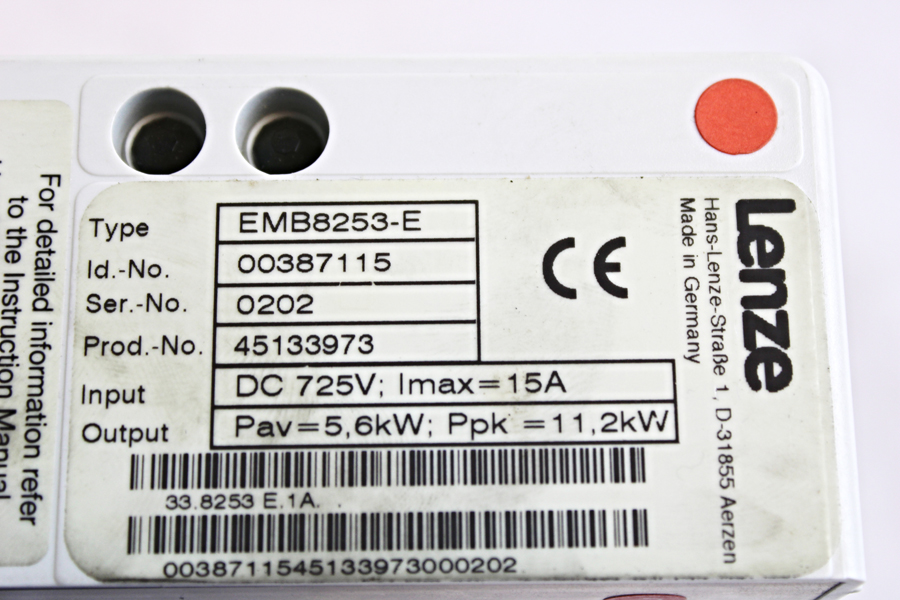 Type EMB8253-E
Id.-No. 00387115
Ser.-No. 0202
Prod.-No. 45133973
Input DC 725V; Imax=15A
Output Pav=5,6kW; Ppk =11,2kW
33.8253 E.1A.
0038711545133973000202
CE
Lenze
Hans-Lenze-Straße 1, D-31855 Aerzen
Made in Germany
For detailed information refer
to the Instruction Manual